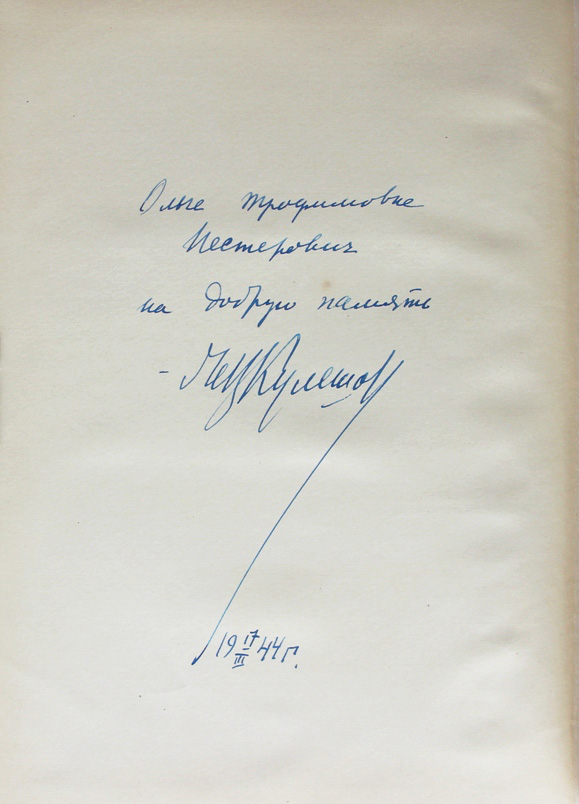 Ольге Трофимовне
Нестерович
на добрую память
- Лев Кулешов
19 17/III 44 г.